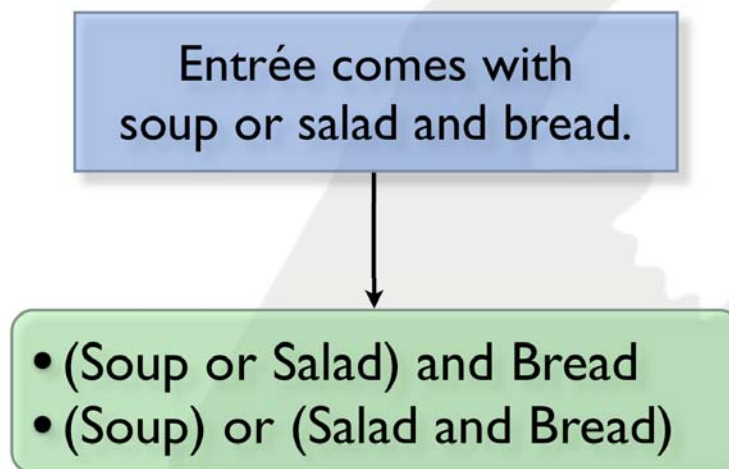 Entrée comes with
soup or salad and bread.
• (Soup or Salad) and Bread
• (Soup) or (Salad and Bread)